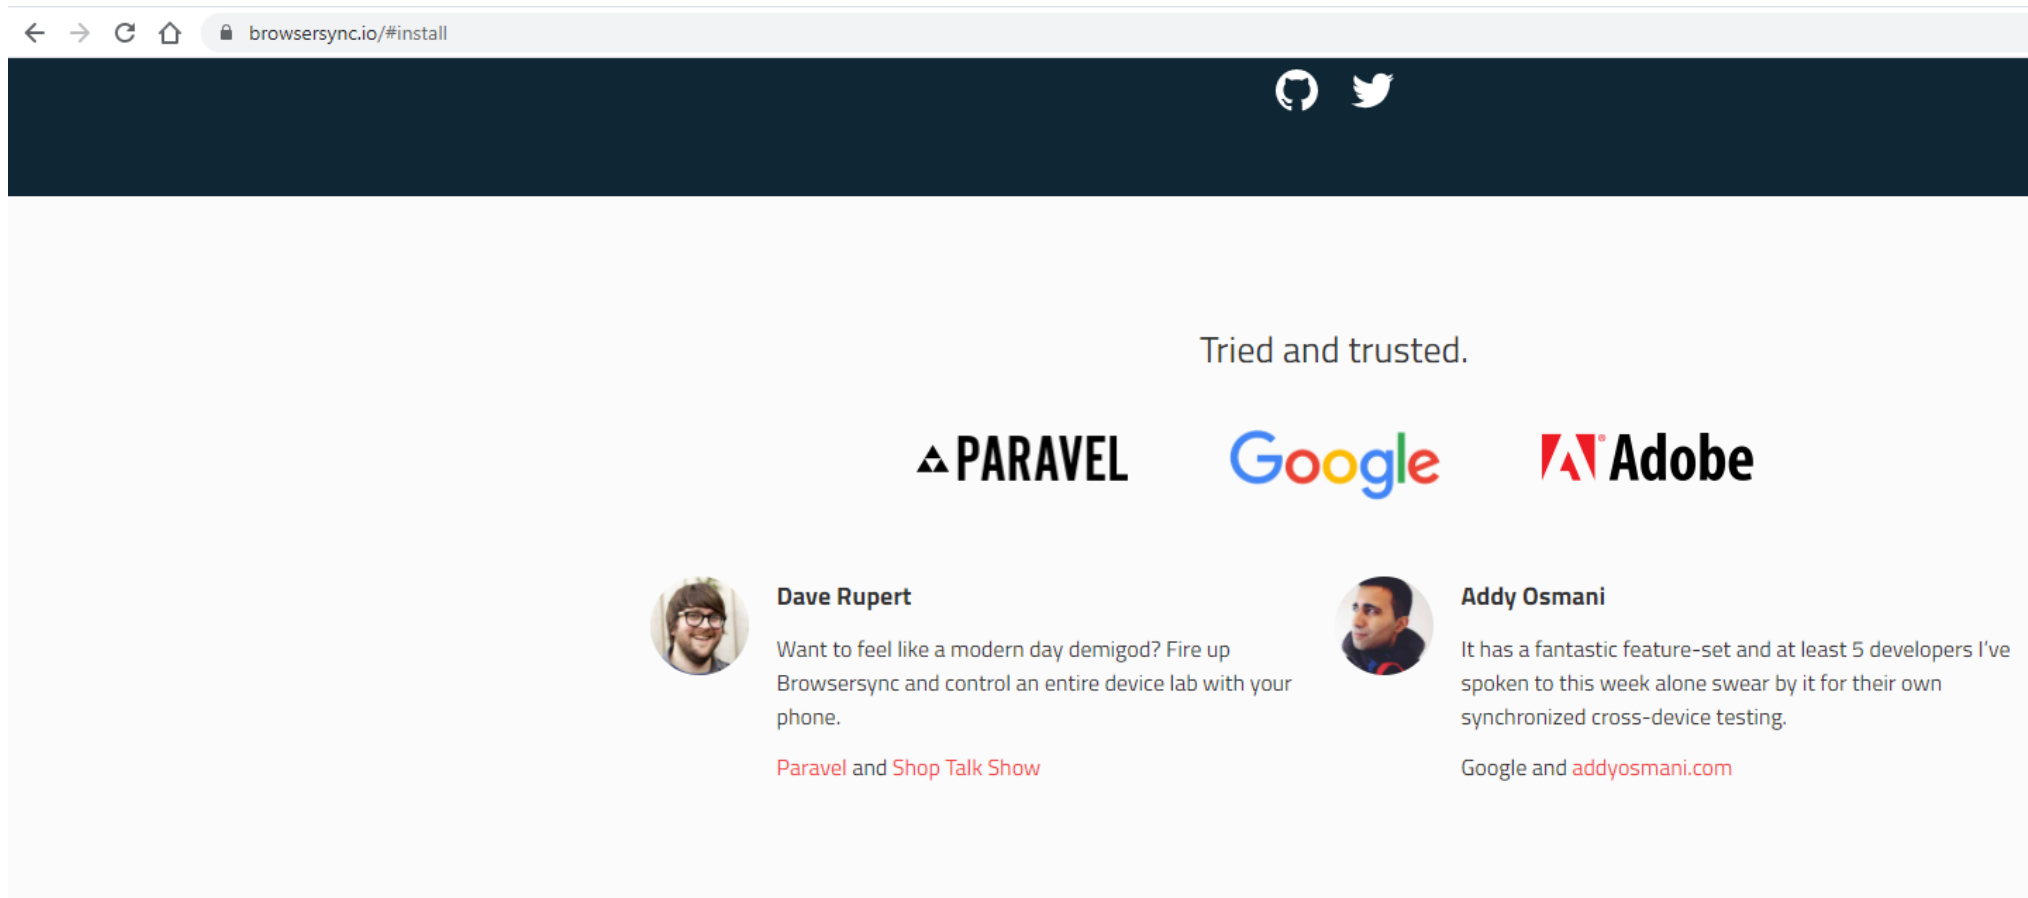 browsersync.io/#install
Tried and trusted.
PARAVEL
Google
Adobe
Dave Rupert
Want to feel like a modern day demigod? Fire up
Browsersync and control an entire device lab with your
phone.
Paravel and Shop Talk Show
Addy Osmani
It has a fantastic feature-set and at least 5 developers I’ve
spoken to this week alone swear by it for their own
synchronized cross-device testing.
Google and addyosmani.com